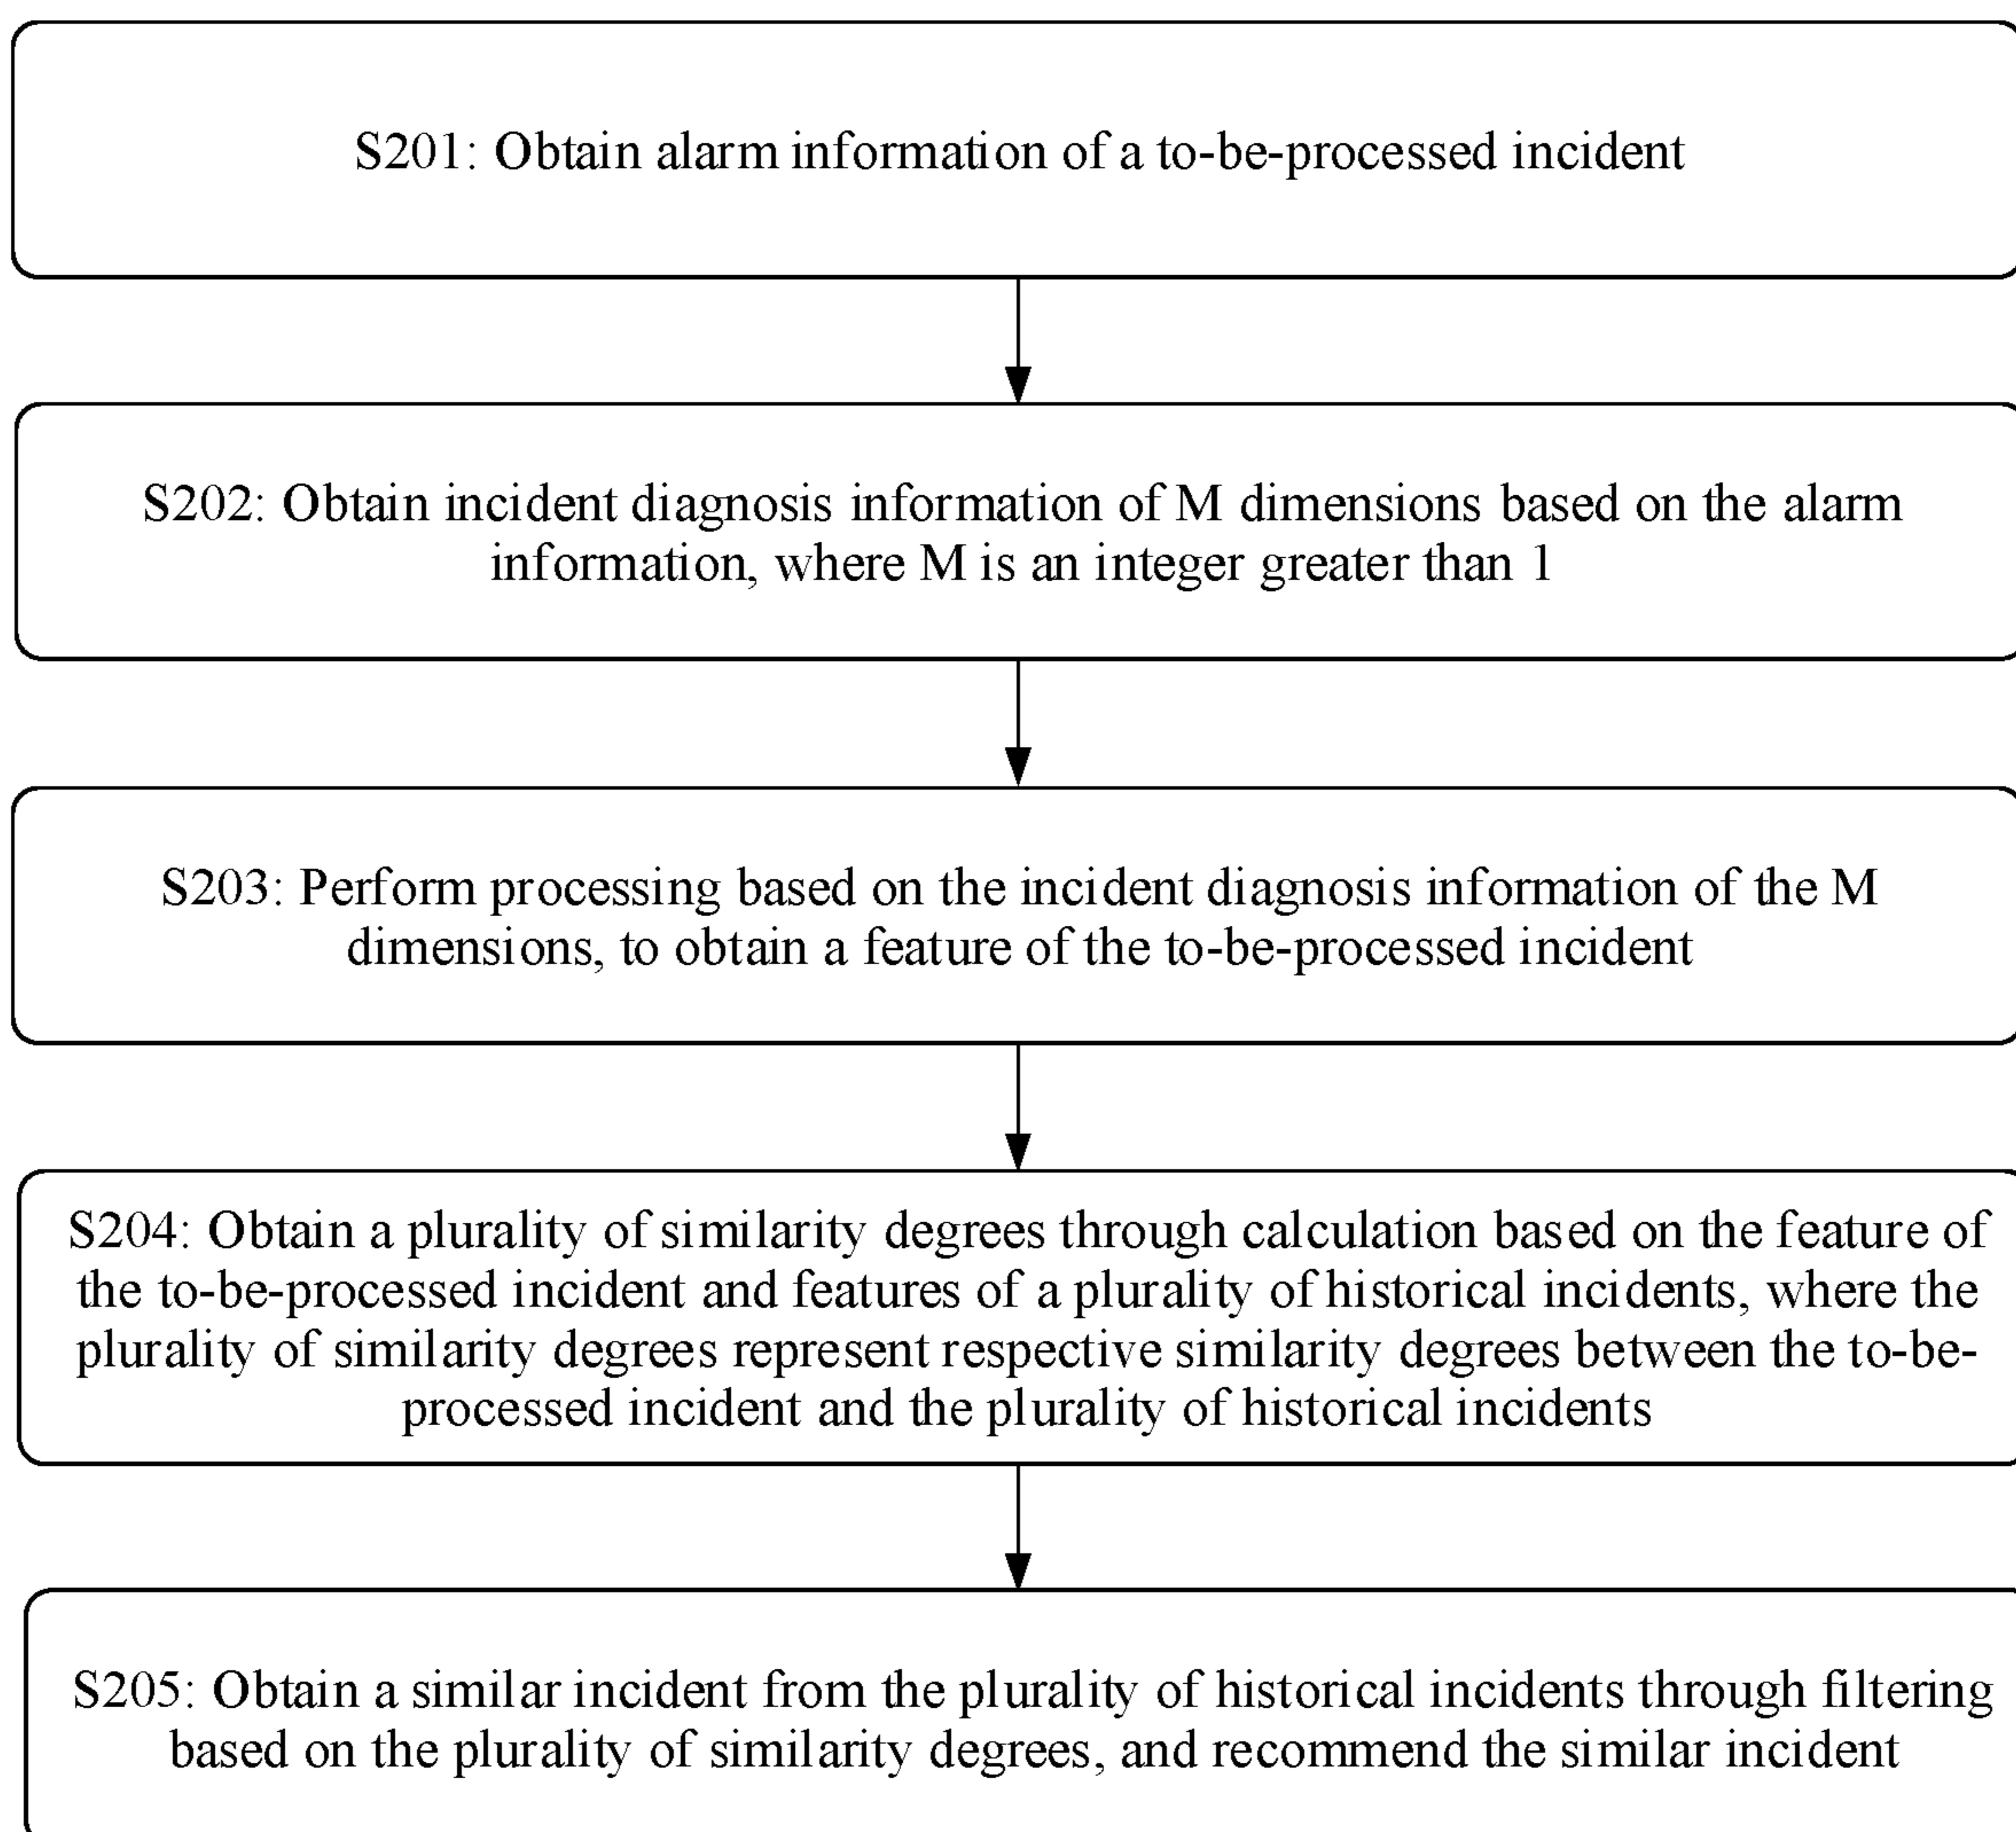 S201: Obtain alarm information of a to-be-processed incident
S202: Obtain incident diagnosis information of M dimensions based on the alarm
information, where M is an integer greater than 1
S203: Perform processing based on the incident diagnosis information of the M
dimensions, to obtain a feature of the to-be-processed incident
S204: Obtain a plurality of similarity degrees through calculation based on the feature of
the to-be-processed incident and features of a plurality of historical incidents, where the
plurality of similarity degrees represent respective similarity degrees between the to-be-
processed incident and the plurality of historical incidents
S205: Obtain a similar incident from the plurality of historical incidents through filtering
based on the plurality of similarity degrees, and recommend the similar incident